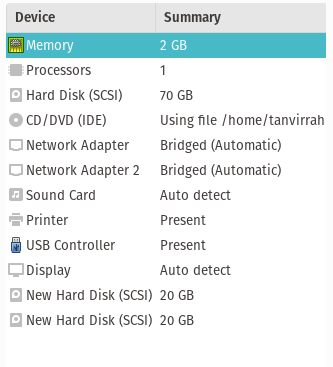 Device Summary
Memory 2 GB
Processors 1
Hard Disk (SCSI) 70 GB
CD/DVD (IDE) Using file /home/tanvirrah
Network Adapter Bridged (Automatic)
Network Adapter 2 Bridged (Automatic)
Sound Card Auto detect
Printer Present
USB Controller Present
Display Auto detect
New Hard Disk (SCSI) 20 GB
New Hard Disk (SCSI) 20 GB